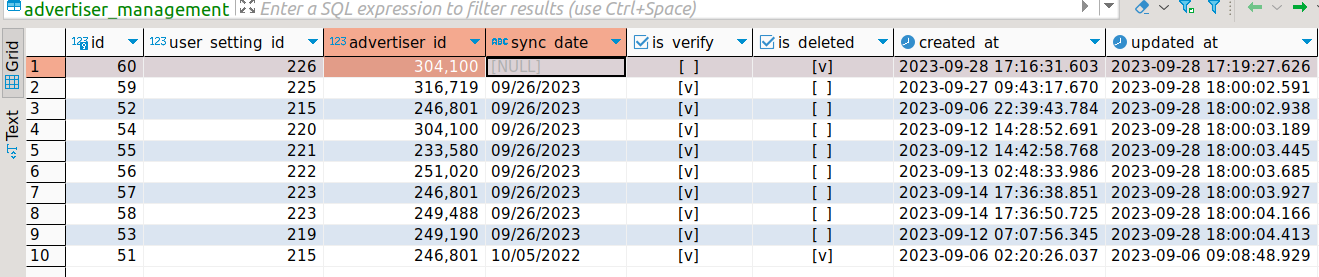 advertiser_management Enter a SQL expression to filter results (use Ctrl+Space)
Grid
Text
123 id 123 user_setting_id 123 advertiser_id ABC sync_date is_verify is_deleted created_at updated_at
1 60 226 304,100 [NULL] [ ] [v] 2023-09-28 17:16:31.603 2023-09-28 17:19:27.626
2 59 225 316,719 09/26/2023 [v] [ ] 2023-09-27 09:43:17.670 2023-09-28 18:00:02.591
3 52 215 246,801 09/26/2023 [v] [ ] 2023-09-06 22:39:43.784 2023-09-28 18:00:02.938
4 54 220 304,100 09/26/2023 [v] [ ] 2023-09-12 14:28:52.691 2023-09-28 18:00:03.189
5 55 221 233,580 09/26/2023 [v] [ ] 2023-09-12 14:42:58.768 2023-09-28 18:00:03.445
6 56 222 251,020 09/26/2023 [v] [ ] 2023-09-13 02:48:33.986 2023-09-28 18:00:03.685
7 57 223 246,801 09/26/2023 [v] [ ] 2023-09-14 17:36:38.851 2023-09-28 18:00:03.927
8 58 223 249,488 09/26/2023 [v] [ ] 2023-09-14 17:36:50.725 2023-09-28 18:00:04.166
9 53 219 249,190 09/26/2023 [v] [ ] 2023-09-12 07:07:56.345 2023-09-28 18:00:04.413
10 51 215 246,801 10/05/2022 [v] [v] 2023-09-06 02:20:26.037 2023-09-06 09:08:48.929